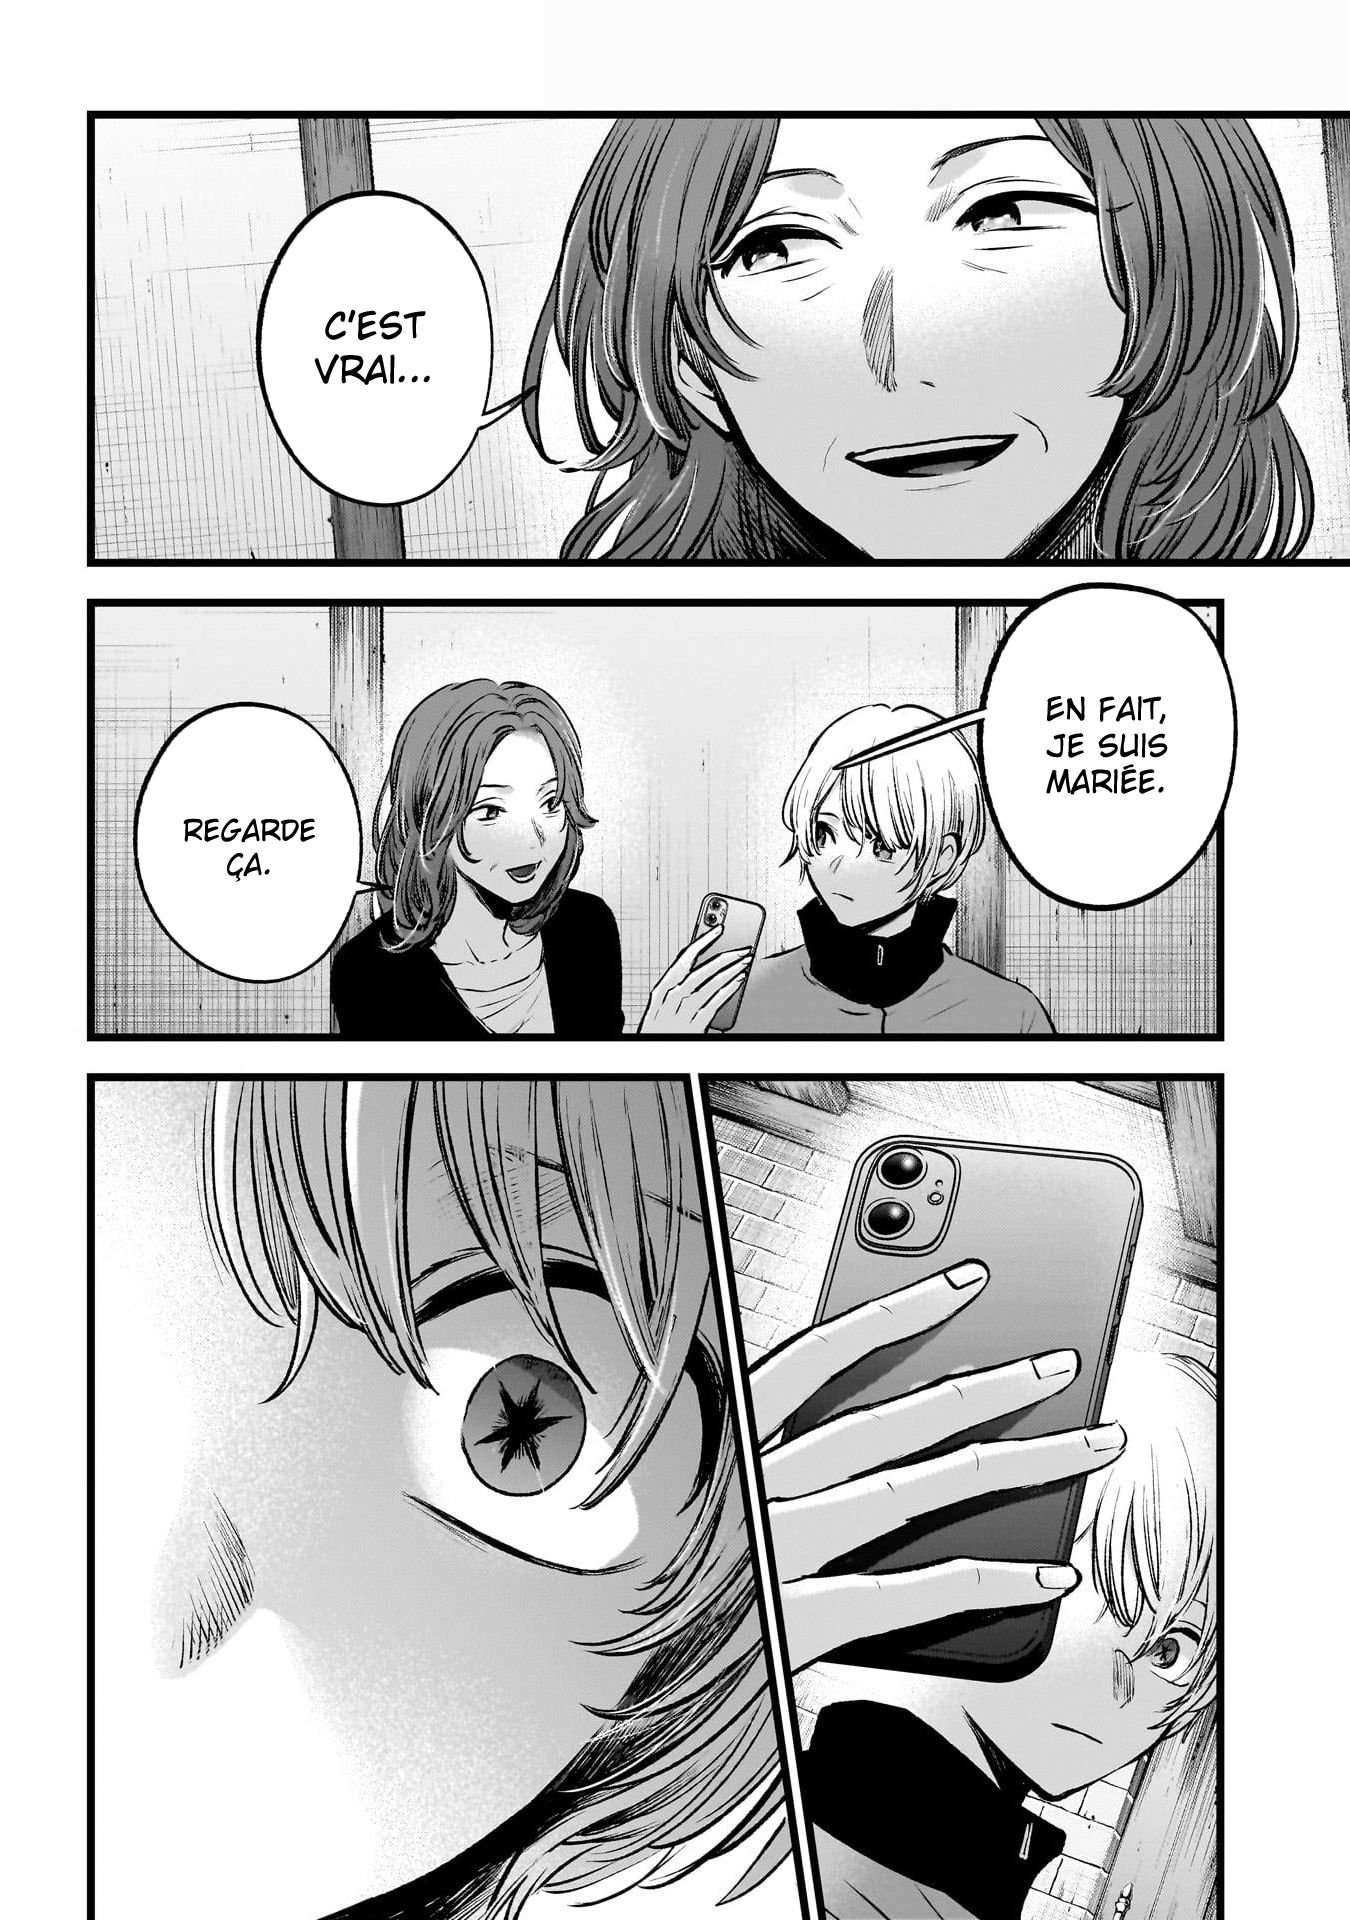 C'EST
VRAI...
EN FAIT,
JE SUIS
MARIÉE.
REGARDE
ÇA.